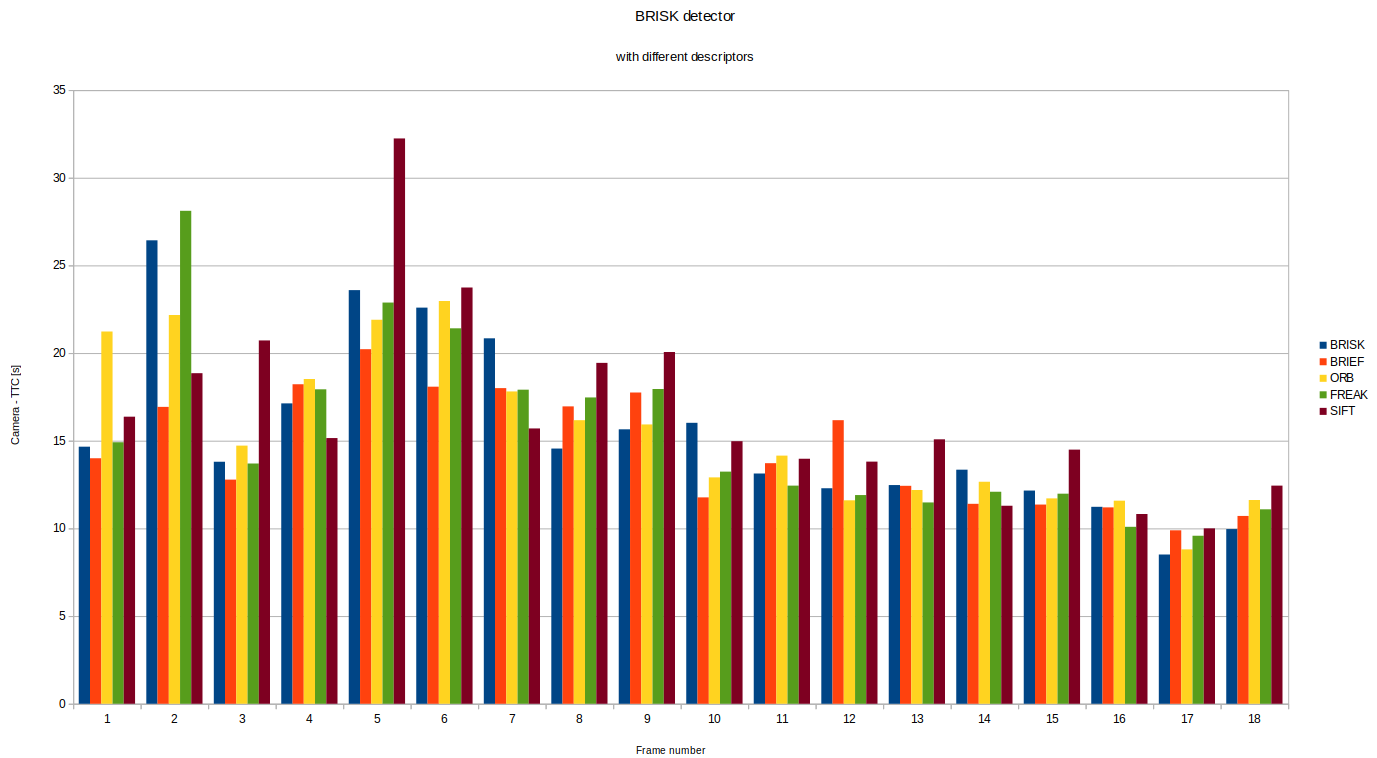 BRISK detector
with different descriptors
35
30
25
20
15
10
5
0
Camera - TTC [s]
1 2 3 4 5 6 7 8 9 10 11 12 13 14 15 16 17 18
Frame number
BRISK
BRIEF
ORB
FREAK
SIFT